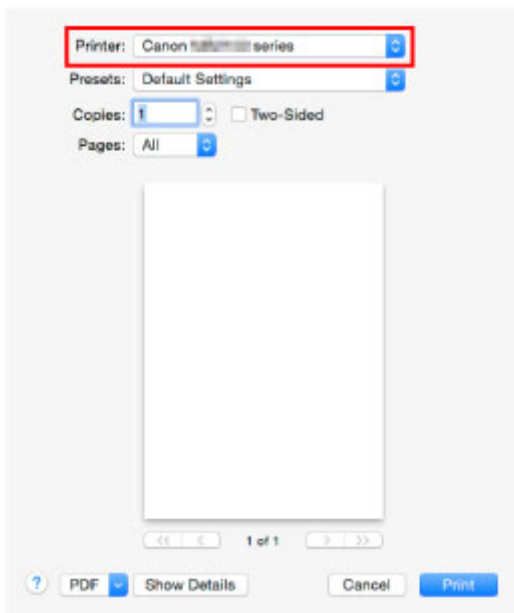 Printer: Canon series
Presets: Default Settings
Copies: 1 Two-Sided
Pages: All
<< < 1 of 1 > >>
? PDF Show Details Cancel Print